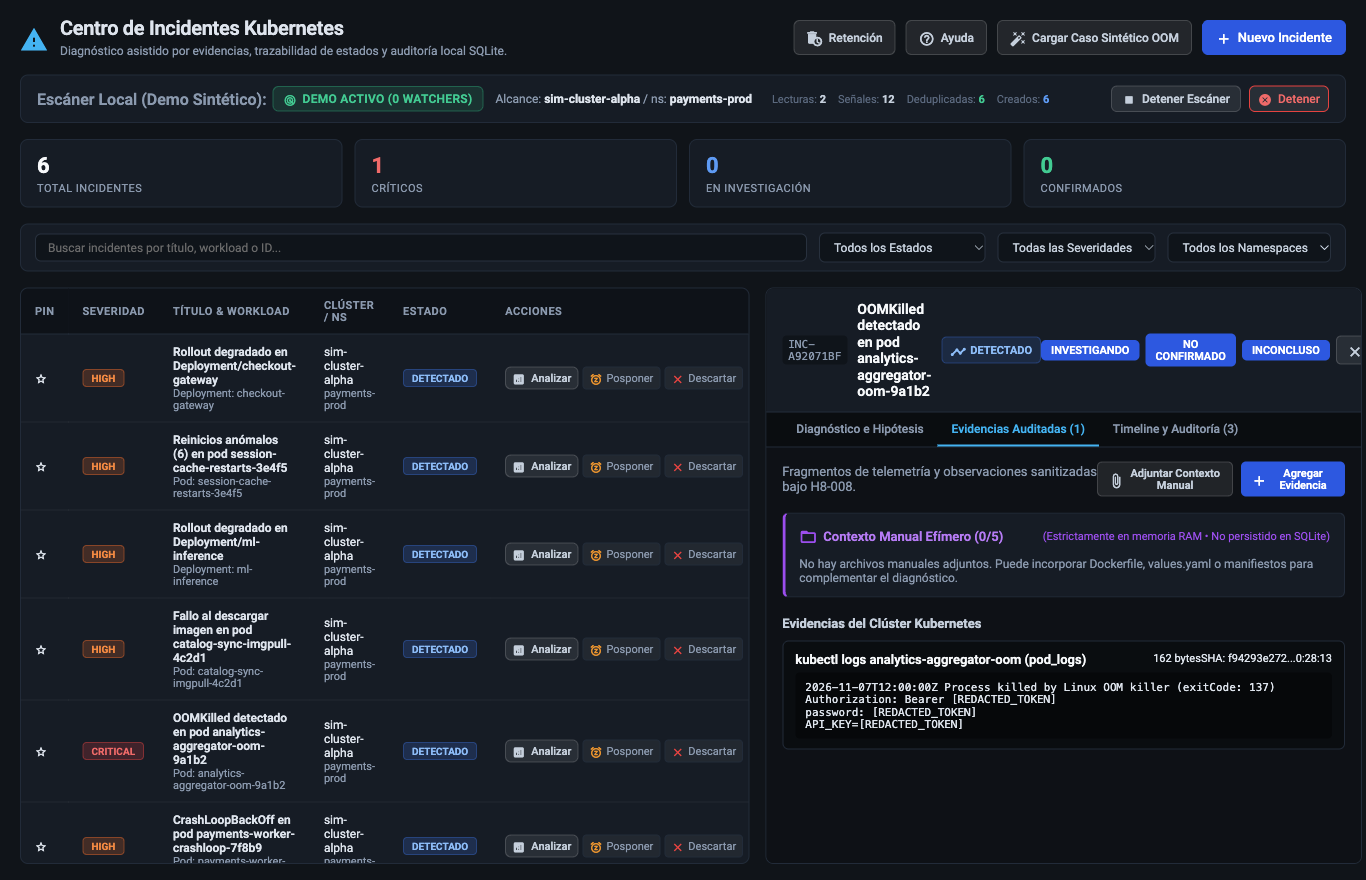 Centro de Incidentes Kubernetes
Diagnóstico asistido por evidencias, trazabilidad de estados y auditoría local SQLite.
Retención
Ayuda
Cargar Caso Sintético OOM
+ Nuevo Incidente
Escáner Local (Demo Sintético):
DEMO ACTIVO (0 WATCHERS)
Alcance: sim-cluster-alpha / ns: payments-prod
Lecturas: 2
Señales: 12
Deduplicadas: 6
Creados: 6
Detener Escáner
Detener
6
TOTAL INCIDENTES
1
CRÍTICOS
0
EN INVESTIGACIÓN
0
CONFIRMADOS
Buscar incidentes por título, workload o ID...
Todos los Estados
Todas las Severidades
Todos los Namespaces
PIN
SEVERIDAD
TÍTULO & WORKLOAD
CLÚSTER
/ NS
ESTADO
ACCIONES
HIGH
Rollout degradado en
Deployment/checkout-
gateway
Deployment: checkout-
gateway
sim-
cluster-
alpha
payments-
prod
DETECTADO
Analizar
Posponer
Descartar
HIGH
Reinicios anómalos
(6) en pod session-
cache-restarts-3e4f5
Pod: session-cache-
restarts-3e4f5
sim-
cluster-
alpha
payments-
prod
DETECTADO
Analizar
Posponer
Descartar
HIGH
Rollout degradado en
Deployment/ml-
inference
Deployment: ml-
inference
sim-
cluster-
alpha
payments-
prod
DETECTADO
Analizar
Posponer
Descartar
HIGH
Fallo al descargar
imagen en pod
catalog-sync-imgpull-
4c2d1
Pod: catalog-sync-
imgpull-4c2d1
sim-
cluster-
alpha
payments-
prod
DETECTADO
Analizar
Posponer
Descartar
CRITICAL
OOMKilled detectado
en pod analytics-
aggregator-oom-
9a1b2
Pod: analytics-
aggregator-oom-9a1b2
sim-
cluster-
alpha
payments-
prod
DETECTADO
Analizar
Posponer
Descartar
HIGH
CrashLoopBackOff en
pod payments-worker-
crashloop-7f8b9
Pod: payments-worker-
sim-
cluster-
alpha
payments-
DETECTADO
Analizar
Posponer
Descartar
INC-
A92071BF
OOMKilled
detectado
en pod
analytics-
aggregator-
oom-9a1b2
DETECTADO
INVESTIGANDO
NO
CONFIRMADO
INCONCLUSO
Diagnóstico e Hipótesis
Evidencias Auditadas (1)
Timeline y Auditoría (3)
Fragmentos de telemetría y observaciones sanitizadas
bajo H8-008.
Adjuntar Contexto
Manual
+ Agregar
Evidencia
Contexto Manual Efímero (0/5)
(Estrictamente en memoria RAM • No persistido en SQLite)
No hay archivos manuales adjuntos. Puede incorporar Dockerfile, values.yaml o manifiestos para
complementar el diagnóstico.
Evidencias del Clúster Kubernetes
kubectl logs analytics-aggregator-oom (pod_logs)
162 bytesSHA: f94293e272...0:28:13
2026-11-07T12:00:00Z Process killed by Linux OOM killer (exitCode: 137)
Authorization: Bearer [REDACTED_TOKEN]
password: [REDACTED_TOKEN]
API_KEY=[REDACTED_TOKEN]